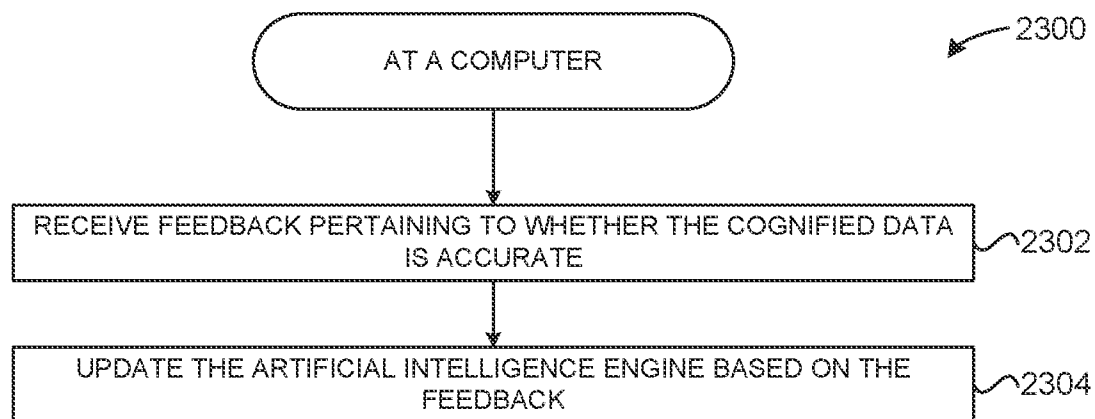 2300
AT A COMPUTER
RECEIVE FEEDBACK PERTAINING TO WHETHER THE COGNIFIED DATA
IS ACCURATE
2302
UPDATE THE ARTIFICIAL INTELLIGENCE ENGINE BASED ON THE
FEEDBACK
2304